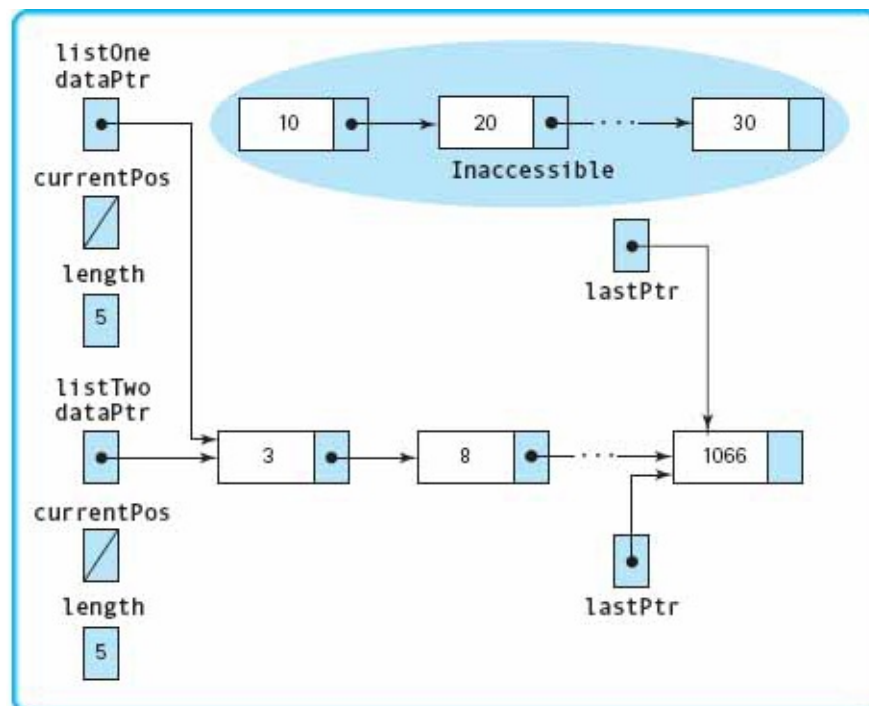 listOne
dataPtr
10 20 ... 30
Inaccessible
currentPos
length
5
lastPtr
listTwo
dataPtr
3 8 ... 1066
currentPos
lastPtr
length
5